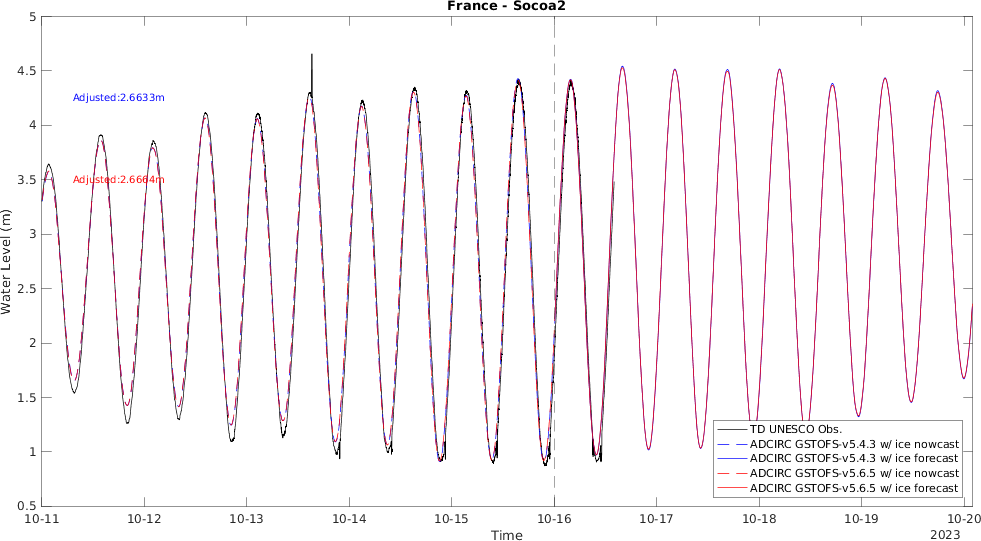 France - Socoa2
5
4.5
4
3.5
3
2.5
2
1.5
1
0.5
Water Level (m)
Adjusted:2.6633m
Adjusted:2.6664m
TD UNESCO Obs.
ADCIRC GSTOFS-v5.4.3 w/ ice nowcast
ADCIRC GSTOFS-v5.4.3 w/ ice forecast
ADCIRC GSTOFS-v5.6.5 w/ ice nowcast
ADCIRC GSTOFS-v5.6.5 w/ ice forecast
10-11 10-12 10-13 10-14 10-15 10-16 10-17 10-18 10-19 10-20
Time
2023